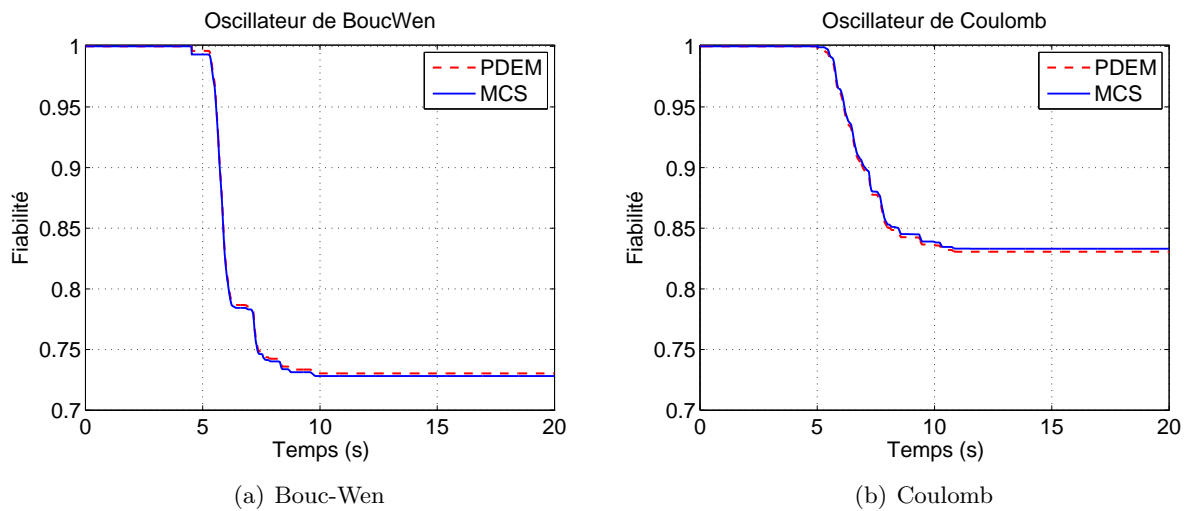 Oscillateur de BoucWen
1
0.95
0.9
0.85
0.8
0.75
0.7
Fiabilité
0 5 10 15 20
Temps (s)
PDEM
MCS
(a) Bouc-Wen
Oscillateur de Coulomb
1
0.95
0.9
0.85
0.8
0.75
0.7
Fiabilité
0 5 10 15 20
Temps (s)
PDEM
MCS
(b) Coulomb